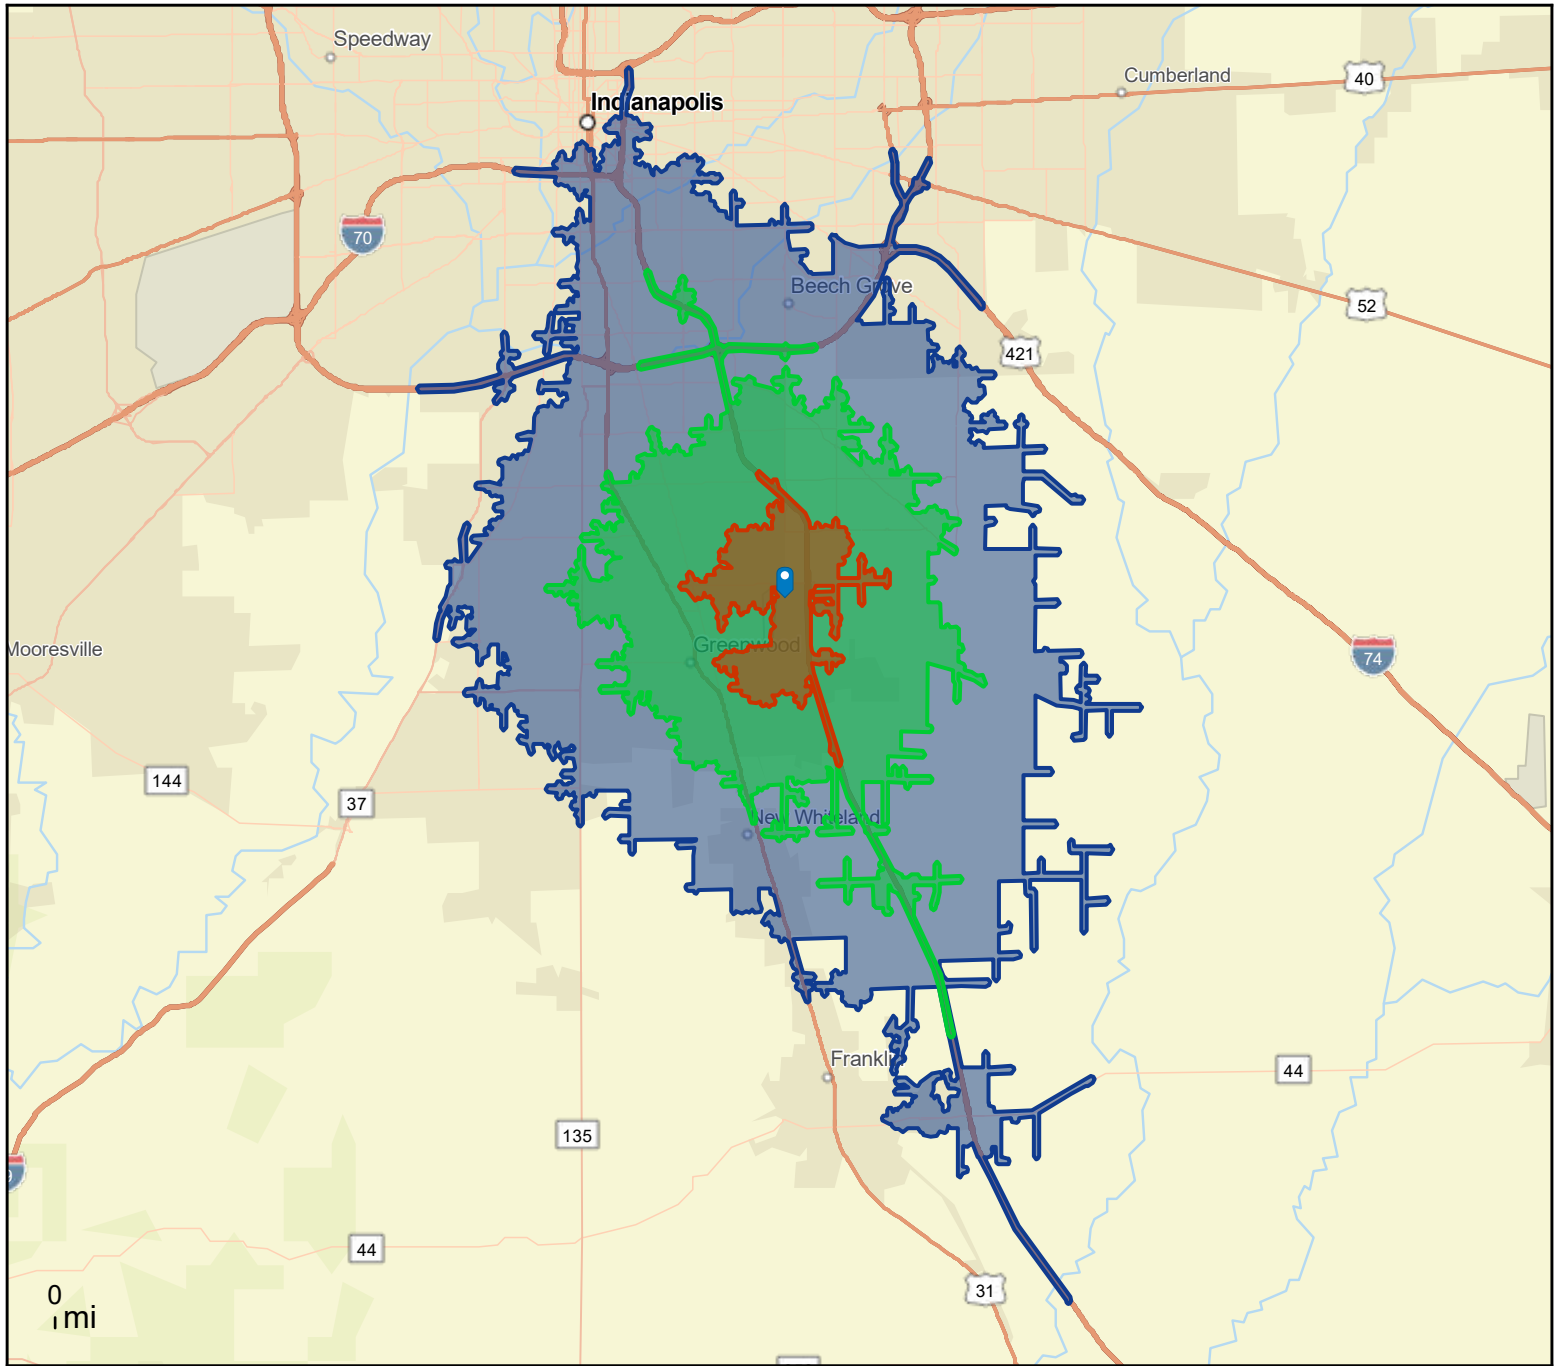 Speedway
Cumberland
40
Indianapolis
70
Beech Grove
52
421
Greenwood
Mooresville
74
144
37
New Whiteland
Frankl
44
135
44
31
0
mi